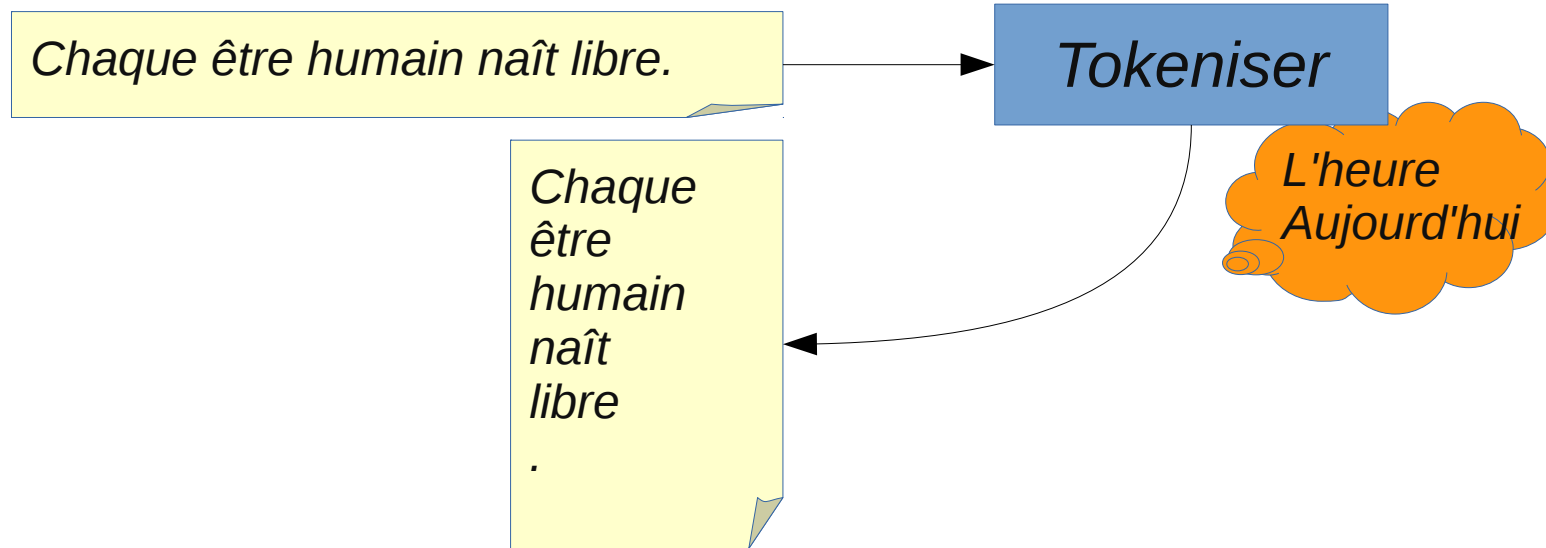 Chaque être humain naît libre.
Tokeniser
L'heure
Aujourd'hui
Chaque
être
humain
naît
libre
.